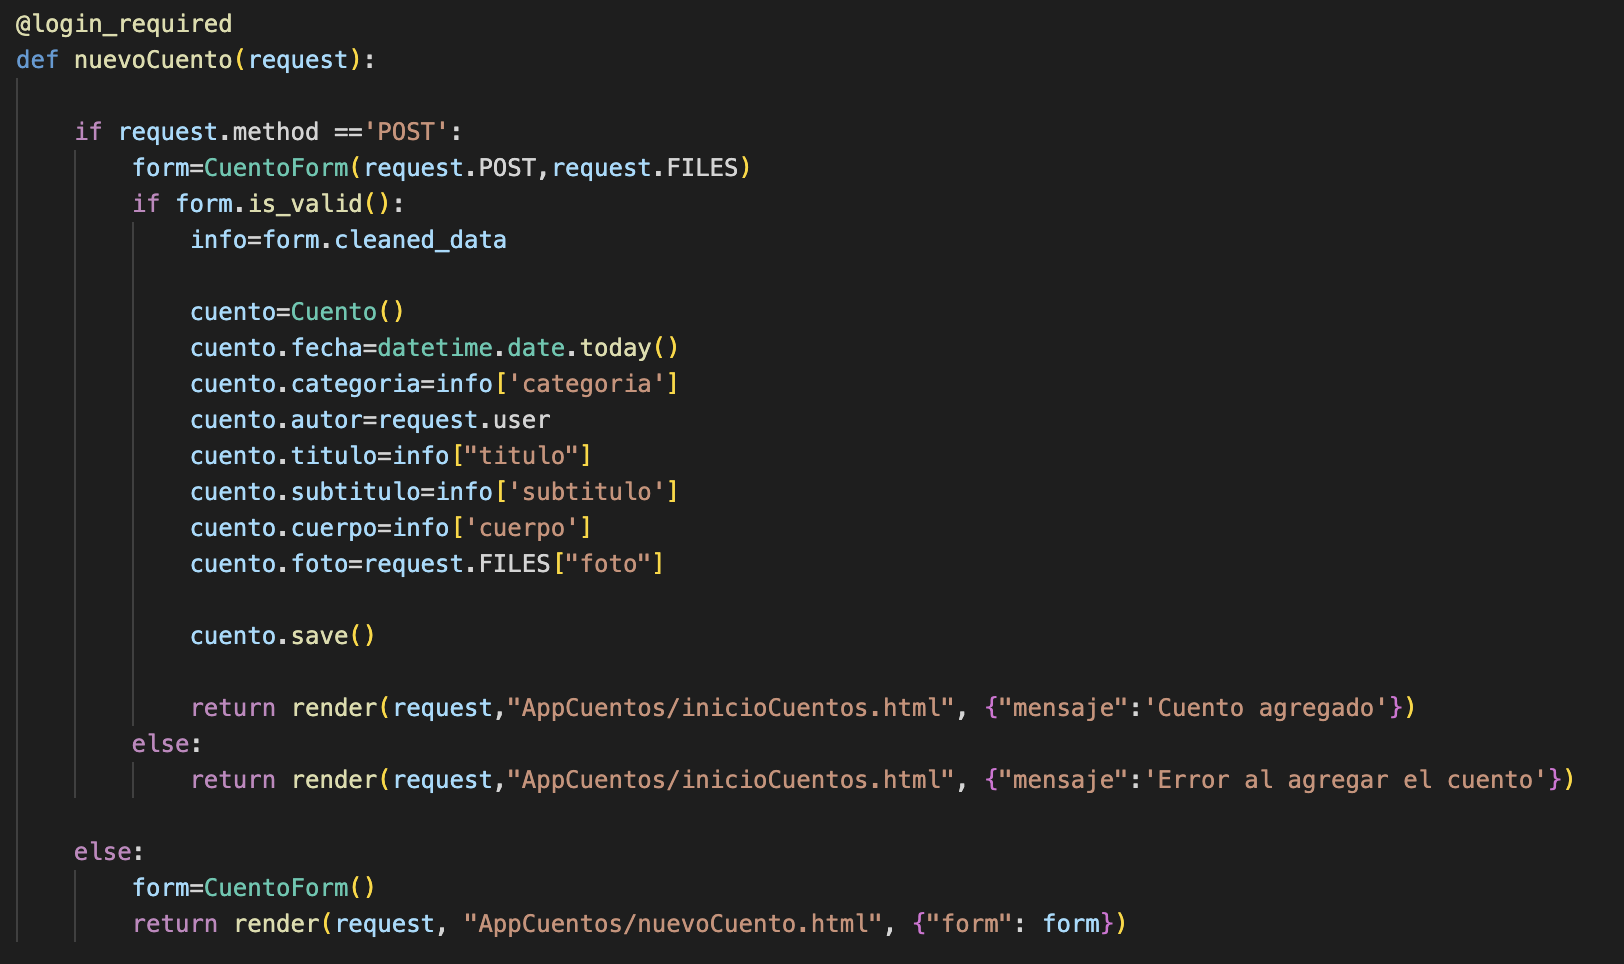 @login_required
def nuevoCuento(request):
    if request.method =='POST':
        form=CuentoForm(request.POST,request.FILES)
        if form.is_valid():
            info=form.cleaned_data
            cuento=Cuento()
            cuento.fecha=datetime.date.today()
            cuento.categoria=info['categoria']
            cuento.autor=request.user
            cuento.titulo=info["titulo"]
            cuento.subtitulo=info['subtitulo']
            cuento.cuerpo=info['cuerpo']
            cuento.foto=request.FILES["foto"]
            cuento.save()
            return render(request,"AppCuentos/inicioCuentos.html", {"mensaje":'Cuento agregado'})
        else:
            return render(request,"AppCuentos/inicioCuentos.html", {"mensaje":'Error al agregar el cuento'})
    else:
        form=CuentoForm()
        return render(request, "AppCuentos/nuevoCuento.html", {"form": form})